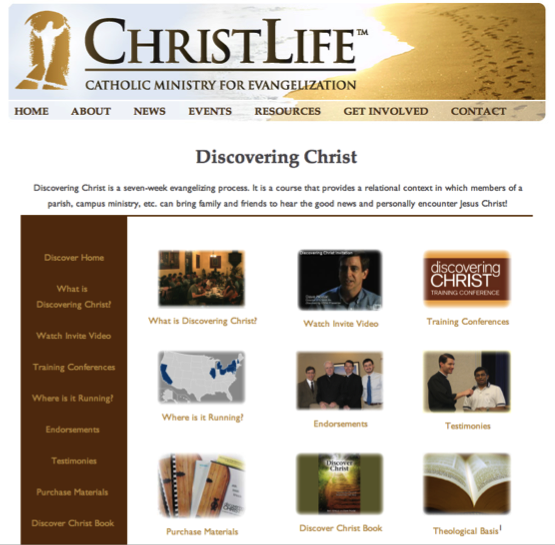 CHRISTLIFE™
CATHOLIC MINISTRY FOR EVANGELIZATION
HOME ABOUT NEWS EVENTS RESOURCES GET INVOLVED CONTACT
Discovering Christ
Discovering Christ is a seven-week evangelizing process. It is a course that provides a relational context in which members of a
parish, campus ministry, etc. can bring family and friends to hear the good news and personally encounter Jesus Christ!
Discover Home
What is
Discovering Christ?
Watch Invite Video
Training Conferences
Where is it Running?
Endorsements
Testimonies
Purchase Materials
Discover Christ Book
What is Discovering Christ?
Discovering Christ Invitation
Watch Invite Video
discovering
CHRIST
TRAINING CONFERENCE
Training Conferences
Where is it Running?
Endorsements
Testimonies
Purchase Materials
Discover
Christ
Discover Christ Book
Theological Basis¹